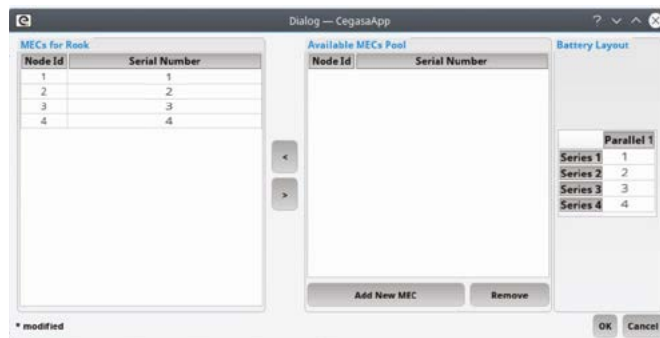 Dialog — CegasaApp
MECs for Rook
Node Id Serial Number
1 1
2 2
3 3
4 4
<
>
Available MECs Pool
Node Id Serial Number
Add New MEC Remove
Battery Layout
Parallel 1
Series 1 1
Series 2 2
Series 3 3
Series 4 4
* modified
OK Cancel